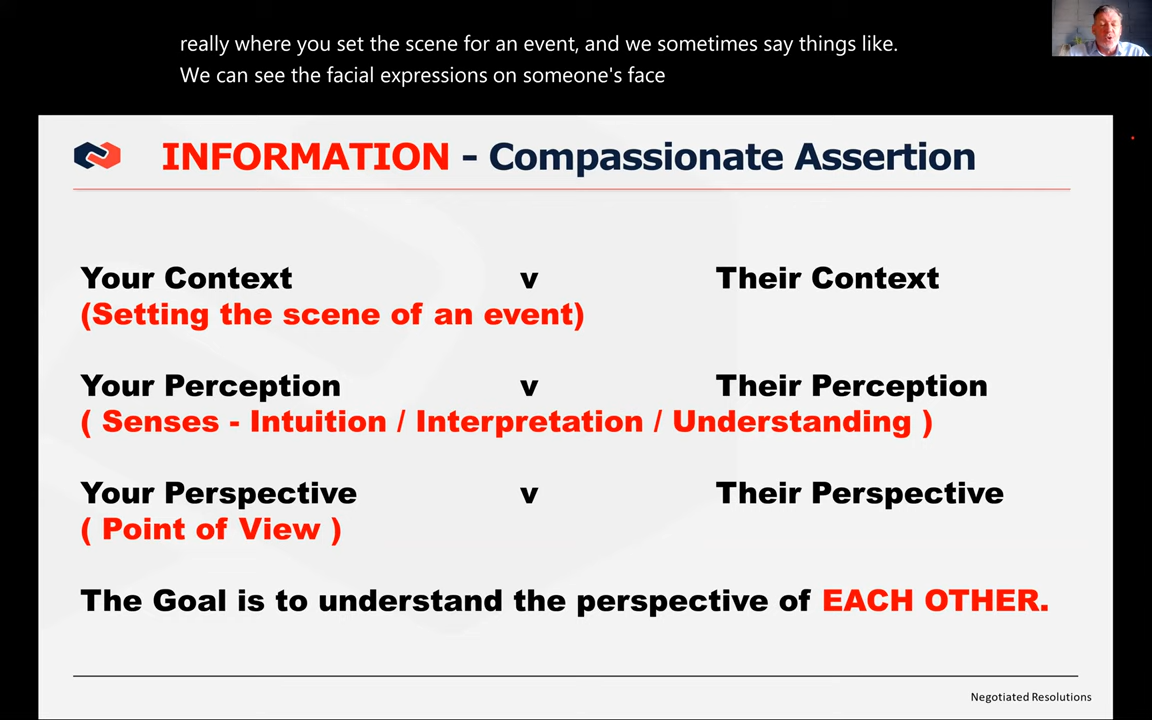 really where you set the scene for an event, and we sometimes say things like.
We can see the facial expressions on someone's face
INFORMATION - Compassionate Assertion
Your Context v Their Context
(Setting the scene of an event)
Your Perception v Their Perception
( Senses - Intuition / Interpretation / Understanding )
Your Perspective v Their Perspective
( Point of View )
The Goal is to understand the perspective of EACH OTHER.
Negotiated Resolutions